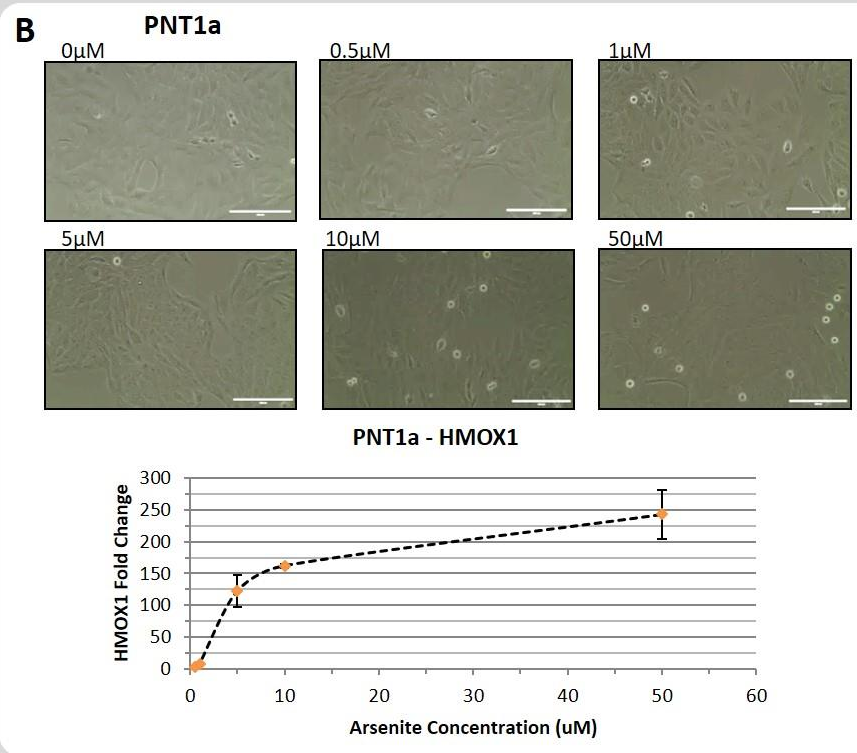 B
PNT1a
0µM
0.5µM
1µM
5µM
10µM
50µM
PNT1a - HMOX1
HMOX1 Fold Change
300
250
200
150
100
50
0
0 10 20 30 40 50 60
Arsenite Concentration (uM)